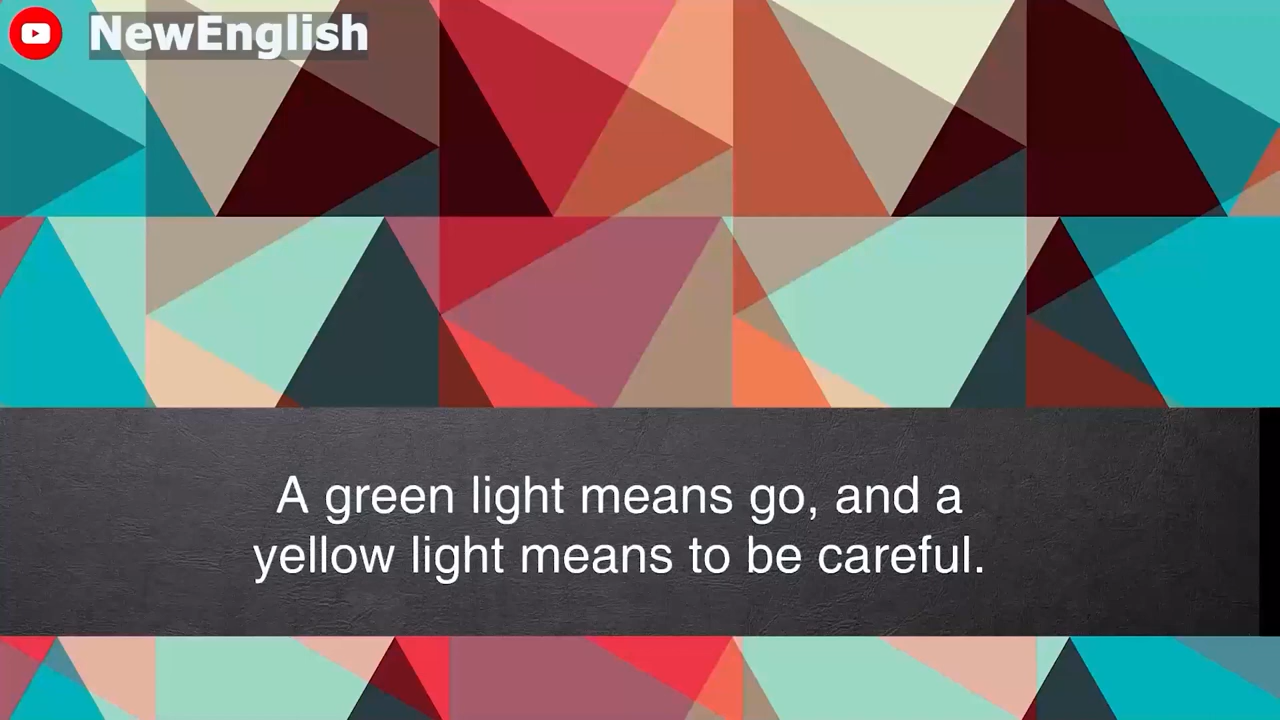 NewEnglish
A green light means go, and a
yellow light means to be careful.